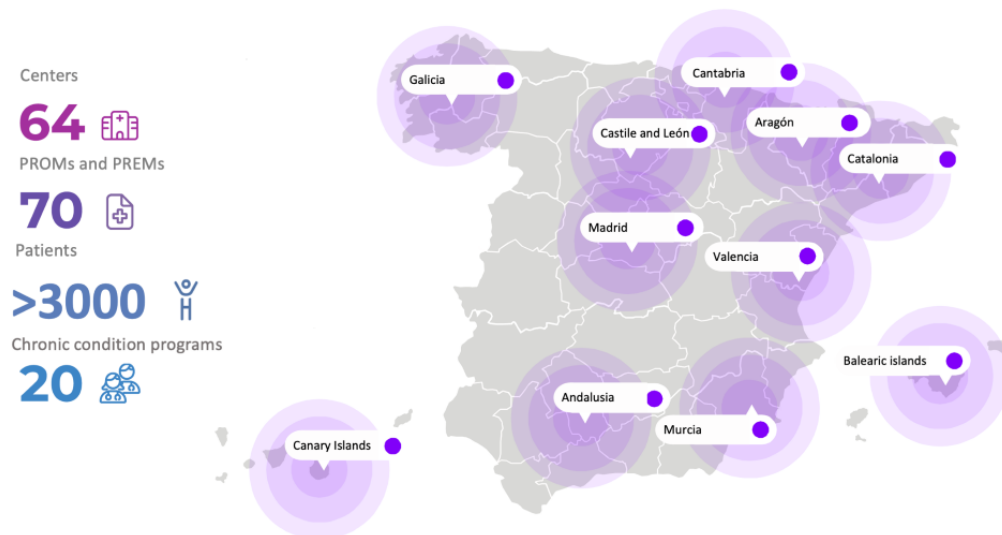 Centers
64
PROMs and PREMs
70
Patients
>3000
Chronic condition programs
20
Galicia
Cantabria
Castile and León
Aragón
Catalonia
Madrid
Valencia
Balearic islands
Andalusia
Murcia
Canary Islands